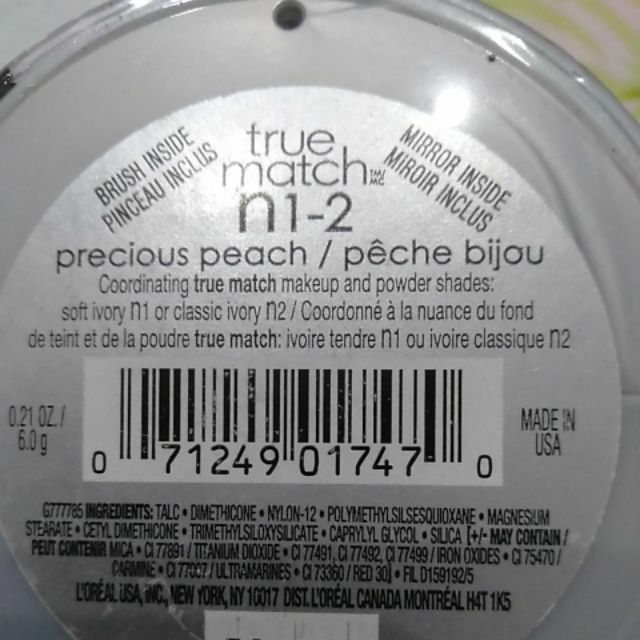 BRUSH INSIDE
PINCEAU INCLUS
true
match
MIRROR INSIDE
MIROIR INCLUS
n1-2
precious peach / pêche bijou
Coordinating true match makeup and powder shades:
soft ivory n1 or classic ivory n2 / Coordonné à la nuance du fond
de teint et de la poudre true match: ivoire tendre n1 ou ivoire classique n2
0.21 OZ./
6.0 g
0 71249 01747 0
MADE IN
USA
G777785 INGREDIENTS: TALC • DIMETHICONE • NYLON-12 • POLYMETHYLSILSESQUIOXANE • MAGNESIUM
STEARATE • CETYL DIMETHICONE • TRIMETHYLSILOXYSILICATE • CAPRYLYL GLYCOL • SILICA [+/- MAY CONTAIN /
PEUT CONTENIR MICA • CI 77891 / TITANIUM DIOXIDE • CI 77491, CI 77492, CI 77499 / IRON OXIDES • CI 75470 /
CARMINE • CI 77007 / ULTRAMARINES • CI 73360 / RED 30] • FIL D159192/5
L'ORÉAL USA, INC., NEW YORK, NY 10017 DIST. L'ORÉAL CANADA MONTRÉAL H4T 1K5